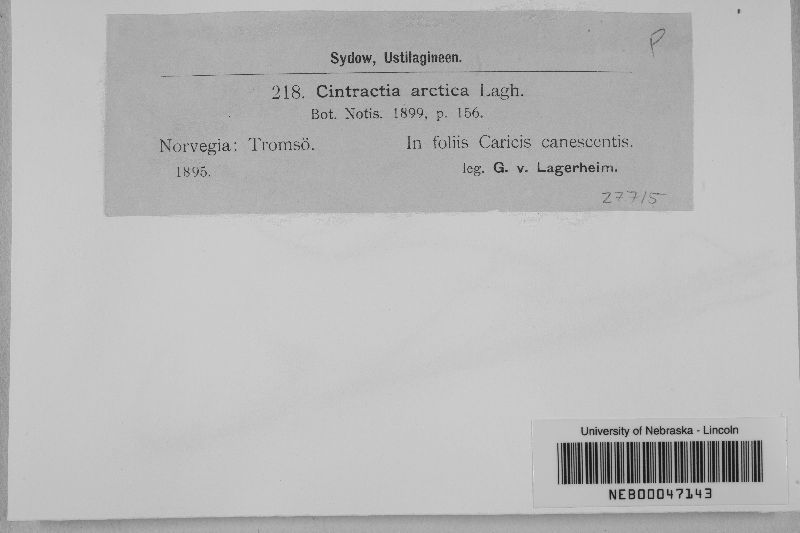 P
Sydow, Ustilagineen.
218. Cintractia arctica Lagh.
Bot. Notis. 1899, p. 156.
Norvegia: Tromsö. In foliis Caricis canescentis.
1895. leg. G. v. Lagerheim.
27715
University of Nebraska - Lincoln
NEB00047143